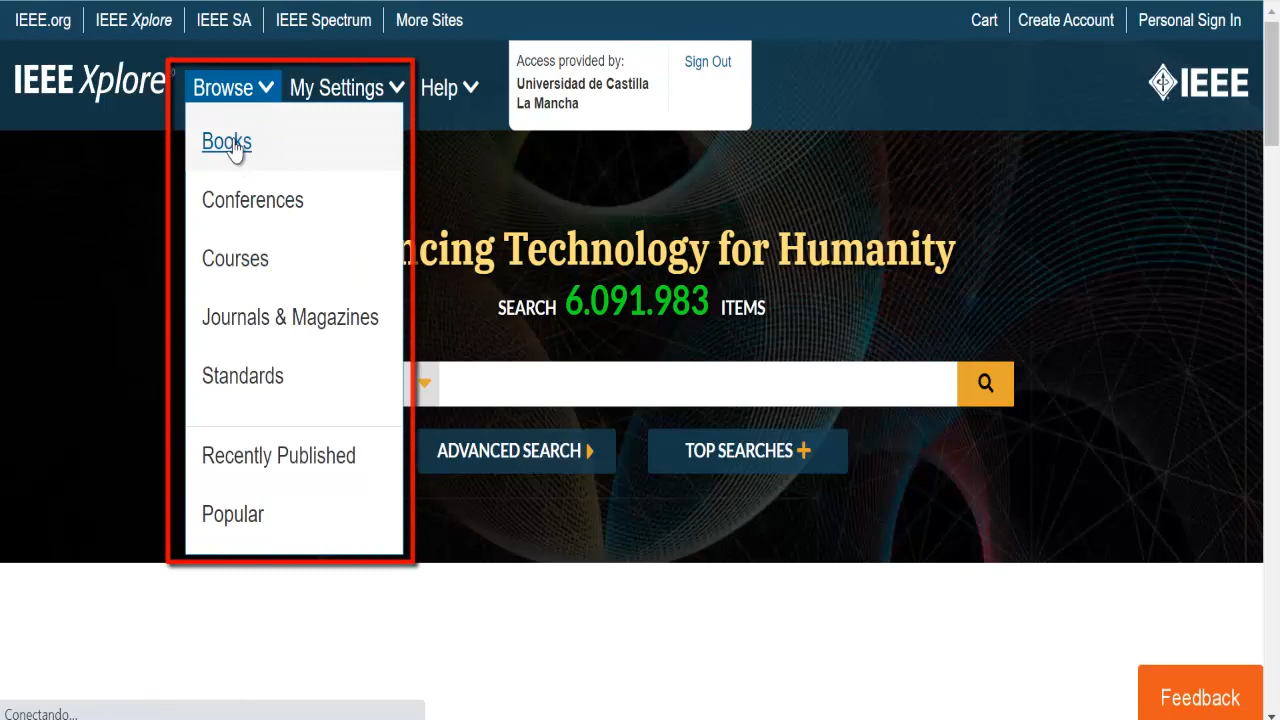 IEEE.org IEEE Xplore IEEE SA IEEE Spectrum More Sites Cart Create Account Personal Sign In
IEEE Xplore Browse My Settings Help
Access provided by: Sign Out
Universidad de Castilla
La Mancha
IEEE
Books
Conferences
ncing Technology for Humanity
Courses
SEARCH 6.091.983 ITEMS
Journals & Magazines
Standards
ADVANCED SEARCH TOP SEARCHES
Recently Published
Popular
Feedback
Conectando...